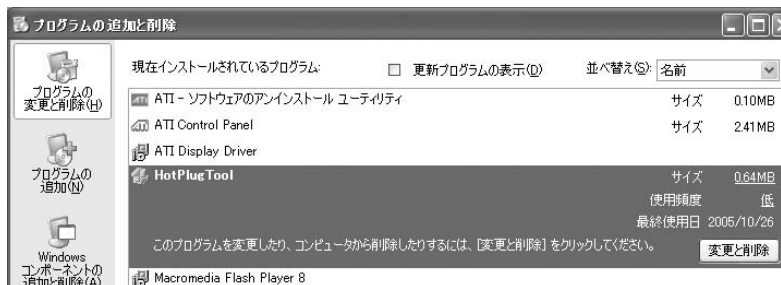 プログラムの追加と削除
現在インストールされているプログラム:
更新プログラムの表示(D)
並べ替え(S):
名前
プログラムの
変更と削除(H)
プログラムの
追加(N)
Windows
コンポーネントの
追加と削除(A)
ATI - ソフトウェアのアンインストール ユーティリティ
サイズ 0.10MB
ATI Control Panel
サイズ 2.41MB
ATI Display Driver
HotPlugTool
サイズ 0.64MB
使用頻度 低
最終使用日 2005/10/26
このプログラムを変更したり、コンピュータから削除したりするには、[変更と削除] をクリックしてください。
変更と削除
Macromedia Flash Player 8